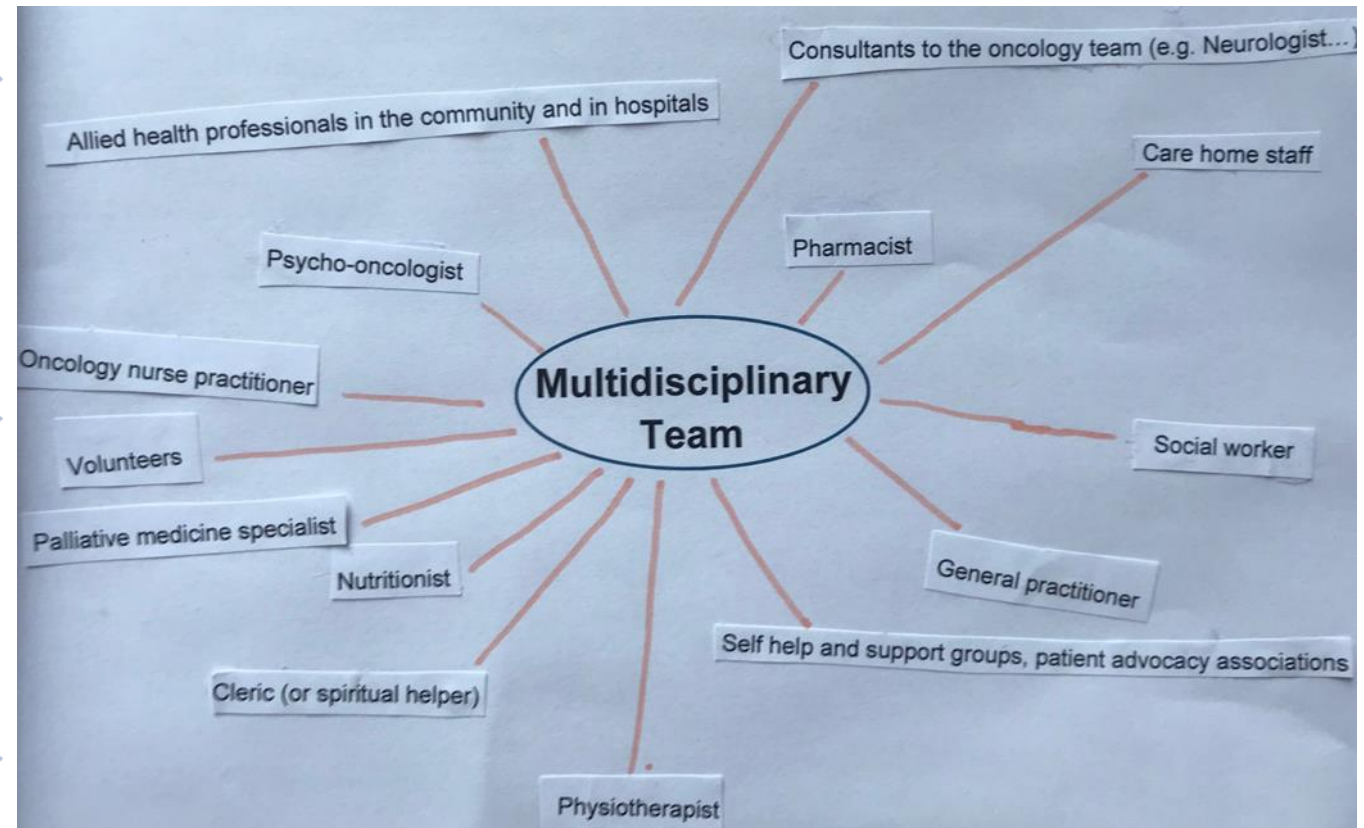 Consultants to the oncology team (e.g. Neurologist...)
Allied health professionals in the community and in hospitals
Care home staff
Pharmacist
Psycho-oncologist
Oncology nurse practitioner
Multidisciplinary
Team
Volunteers
Social worker
Palliative medicine specialist
Nutritionist
General practitioner
Self help and support groups, patient advocacy associations
Cleric (or spiritual helper)
Physiotherapist